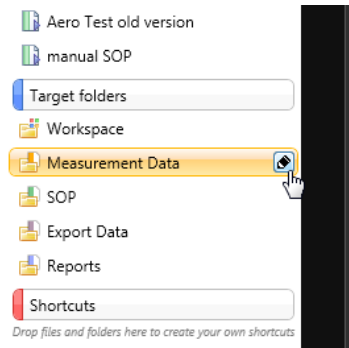 Aero Test old version
manual SOP
Target folders
Workspace
Measurement Data
SOP
Export Data
Reports
Shortcuts
Drop files and folders here to create your own shortcuts